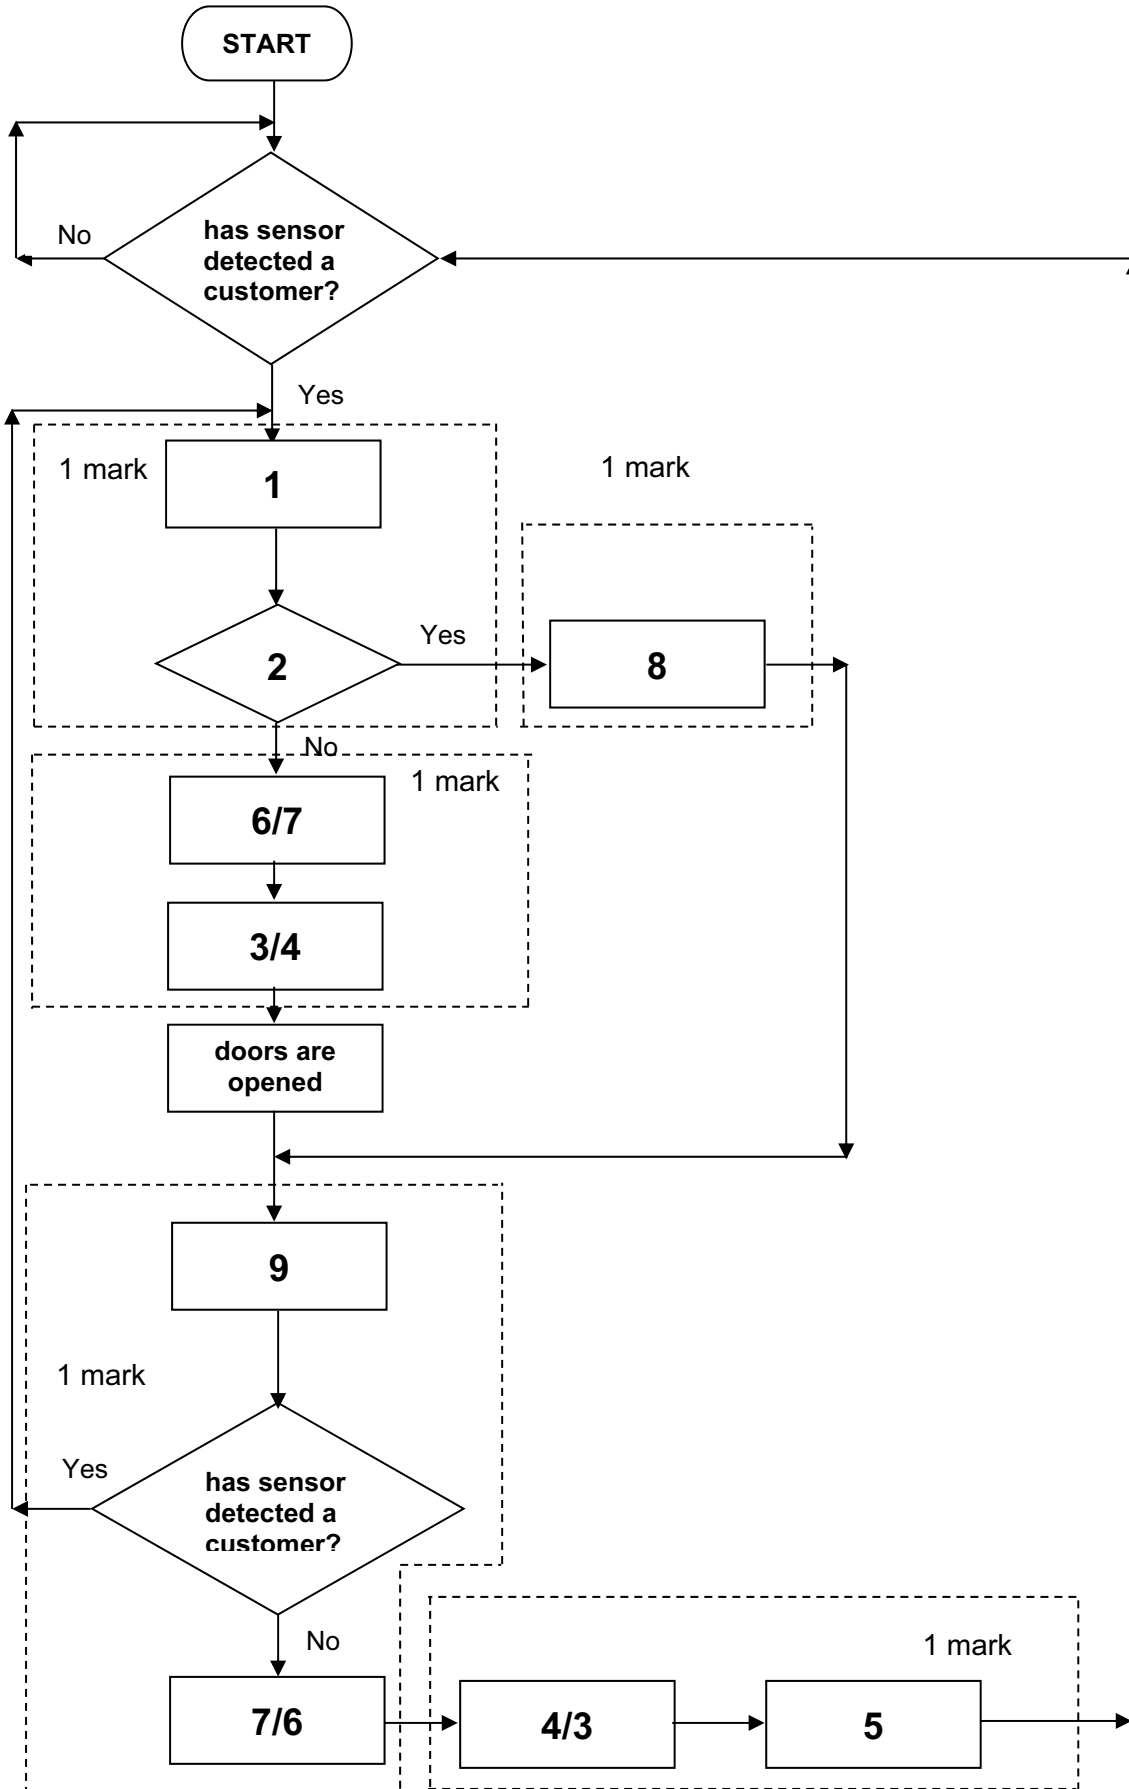 START
No
has sensor
detected a
customer?
Yes
1 mark
1
1 mark
2
Yes
8
No
1 mark
6/7
3/4
doors are
opened
9
1 mark
Yes
has sensor
detected a
customer?
No
1 mark
7/6
4/3
5